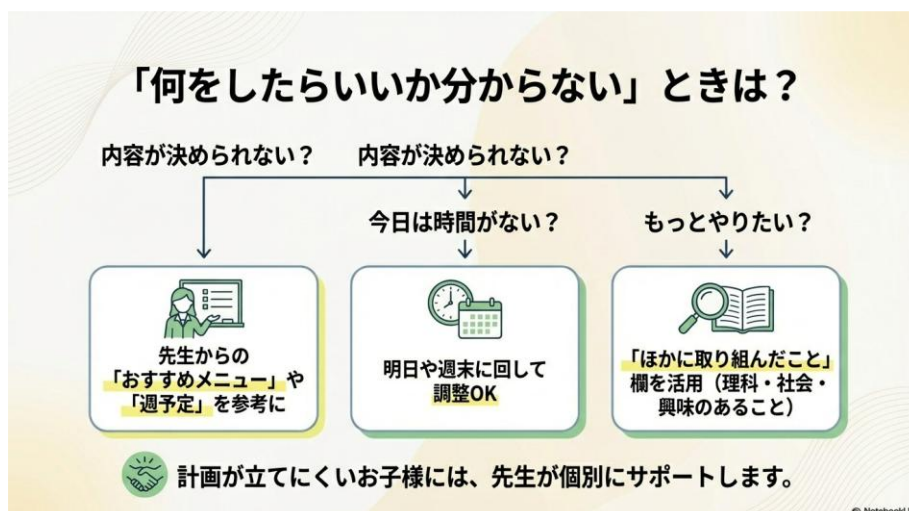 「何をしたらいいか分からない」ときは？
内容が決められない？
内容が決められない？
今日は時間がない？
もっとやりたい？
先生からの
「おすすめメニュー」や
「週予定」を参考に
明日や週末に回して
調整OK
「ほかに取り組んだこと」
欄を活用（理科・社会・
興味のあること）
計画が立てにくいお子様には、先生が個別にサポートします。